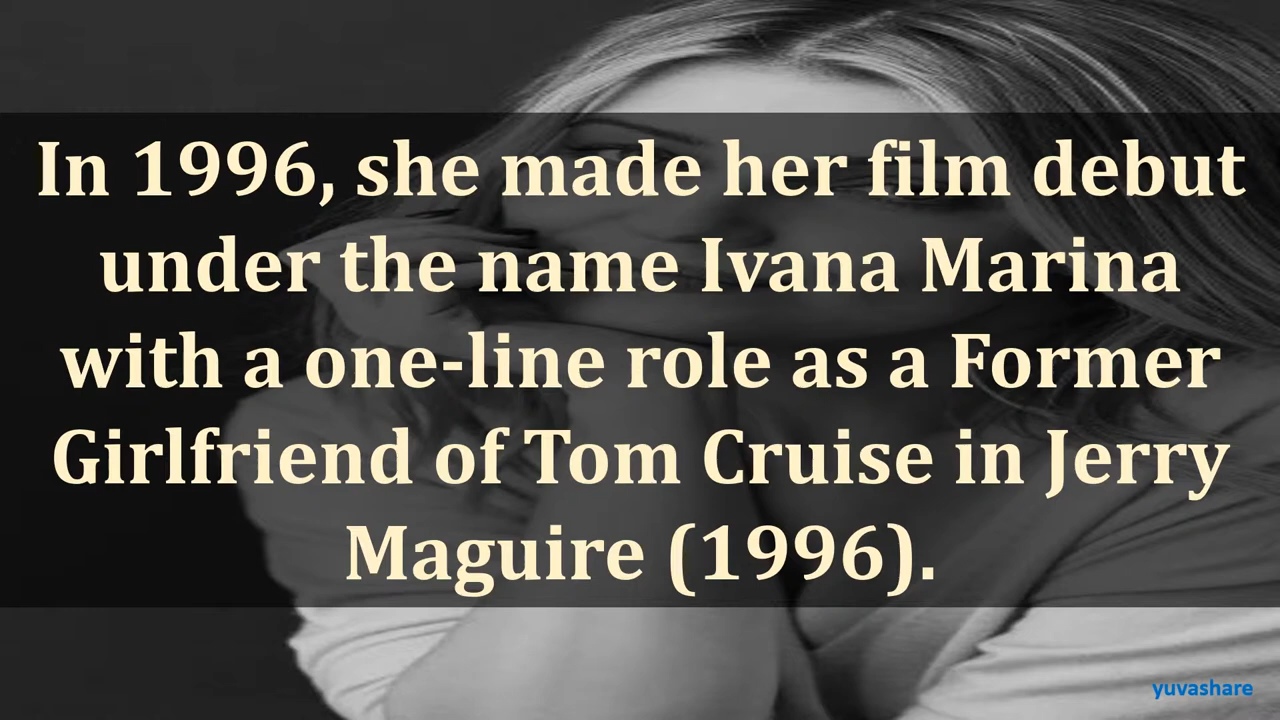 In 1996, she made her film debut
under the name Ivana Marina
with a one-line role as a Former
Girlfriend of Tom Cruise in Jerry
Maguire (1996).
yuvashare